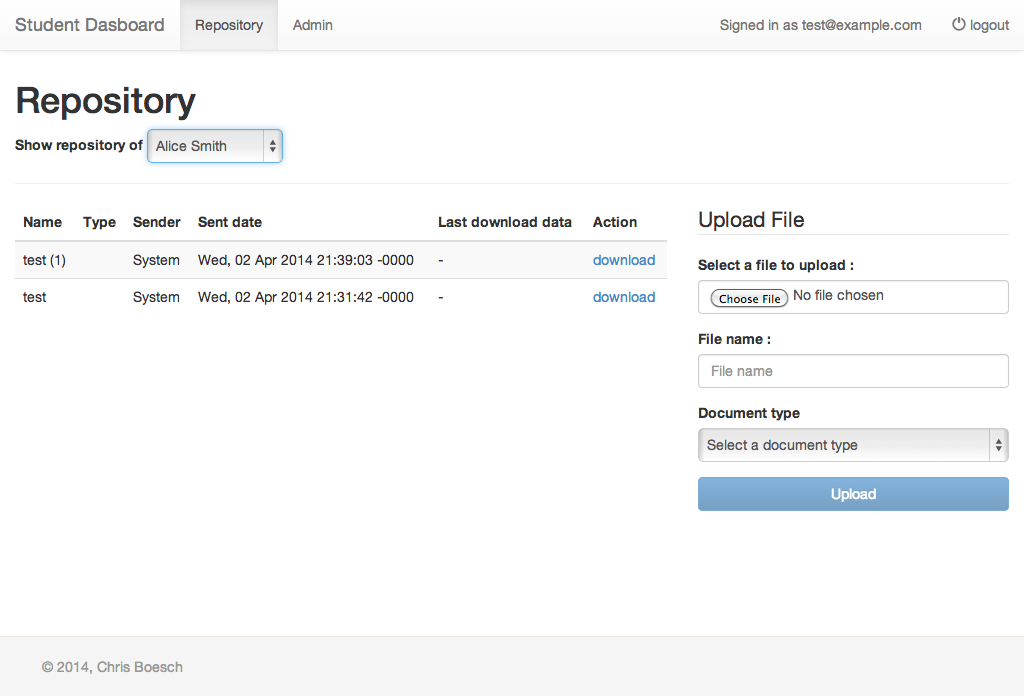 Student Dasboard Repository Admin Signed in as test@example.com logout
Repository
Show repository of Alice Smith
Name Type Sender Sent date Last download data Action
test (1) System Wed, 02 Apr 2014 21:39:03 -0000 - download
test System Wed, 02 Apr 2014 21:31:42 -0000 - download
Upload File
Select a file to upload :
Choose File No file chosen
File name :
File name
Document type
Select a document type
Upload
© 2014, Chris Boesch